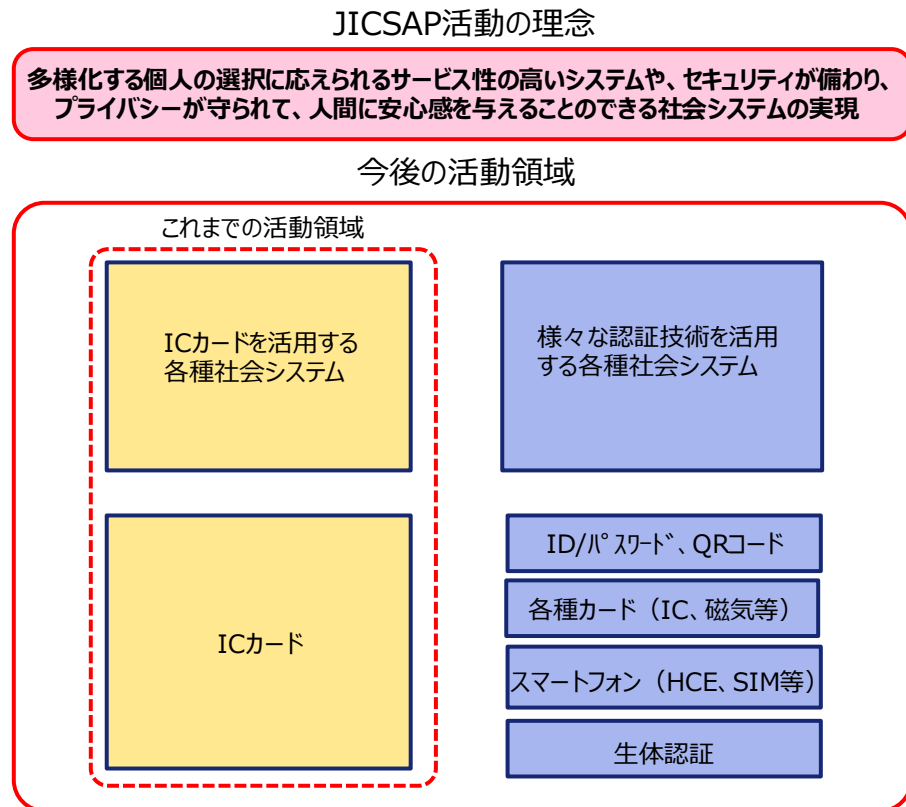 JICSAP活動の理念
多様化する個人の選択に応えられるサービス性の高いシステムや、セキュリティが備わり、
プライバシーが守られて、人間に安心感を与えることのできる社会システムの実現
今後の活動領域
これまでの活動領域
ICカードを活用する
各種社会システム
様々な認証技術を活用
する各種社会システム
ICカード
ID/ﾊﾟｽﾜｰﾄﾞ、QRコード
各種カード（IC、磁気等）
スマートフォン（HCE、SIM等）
生体認証